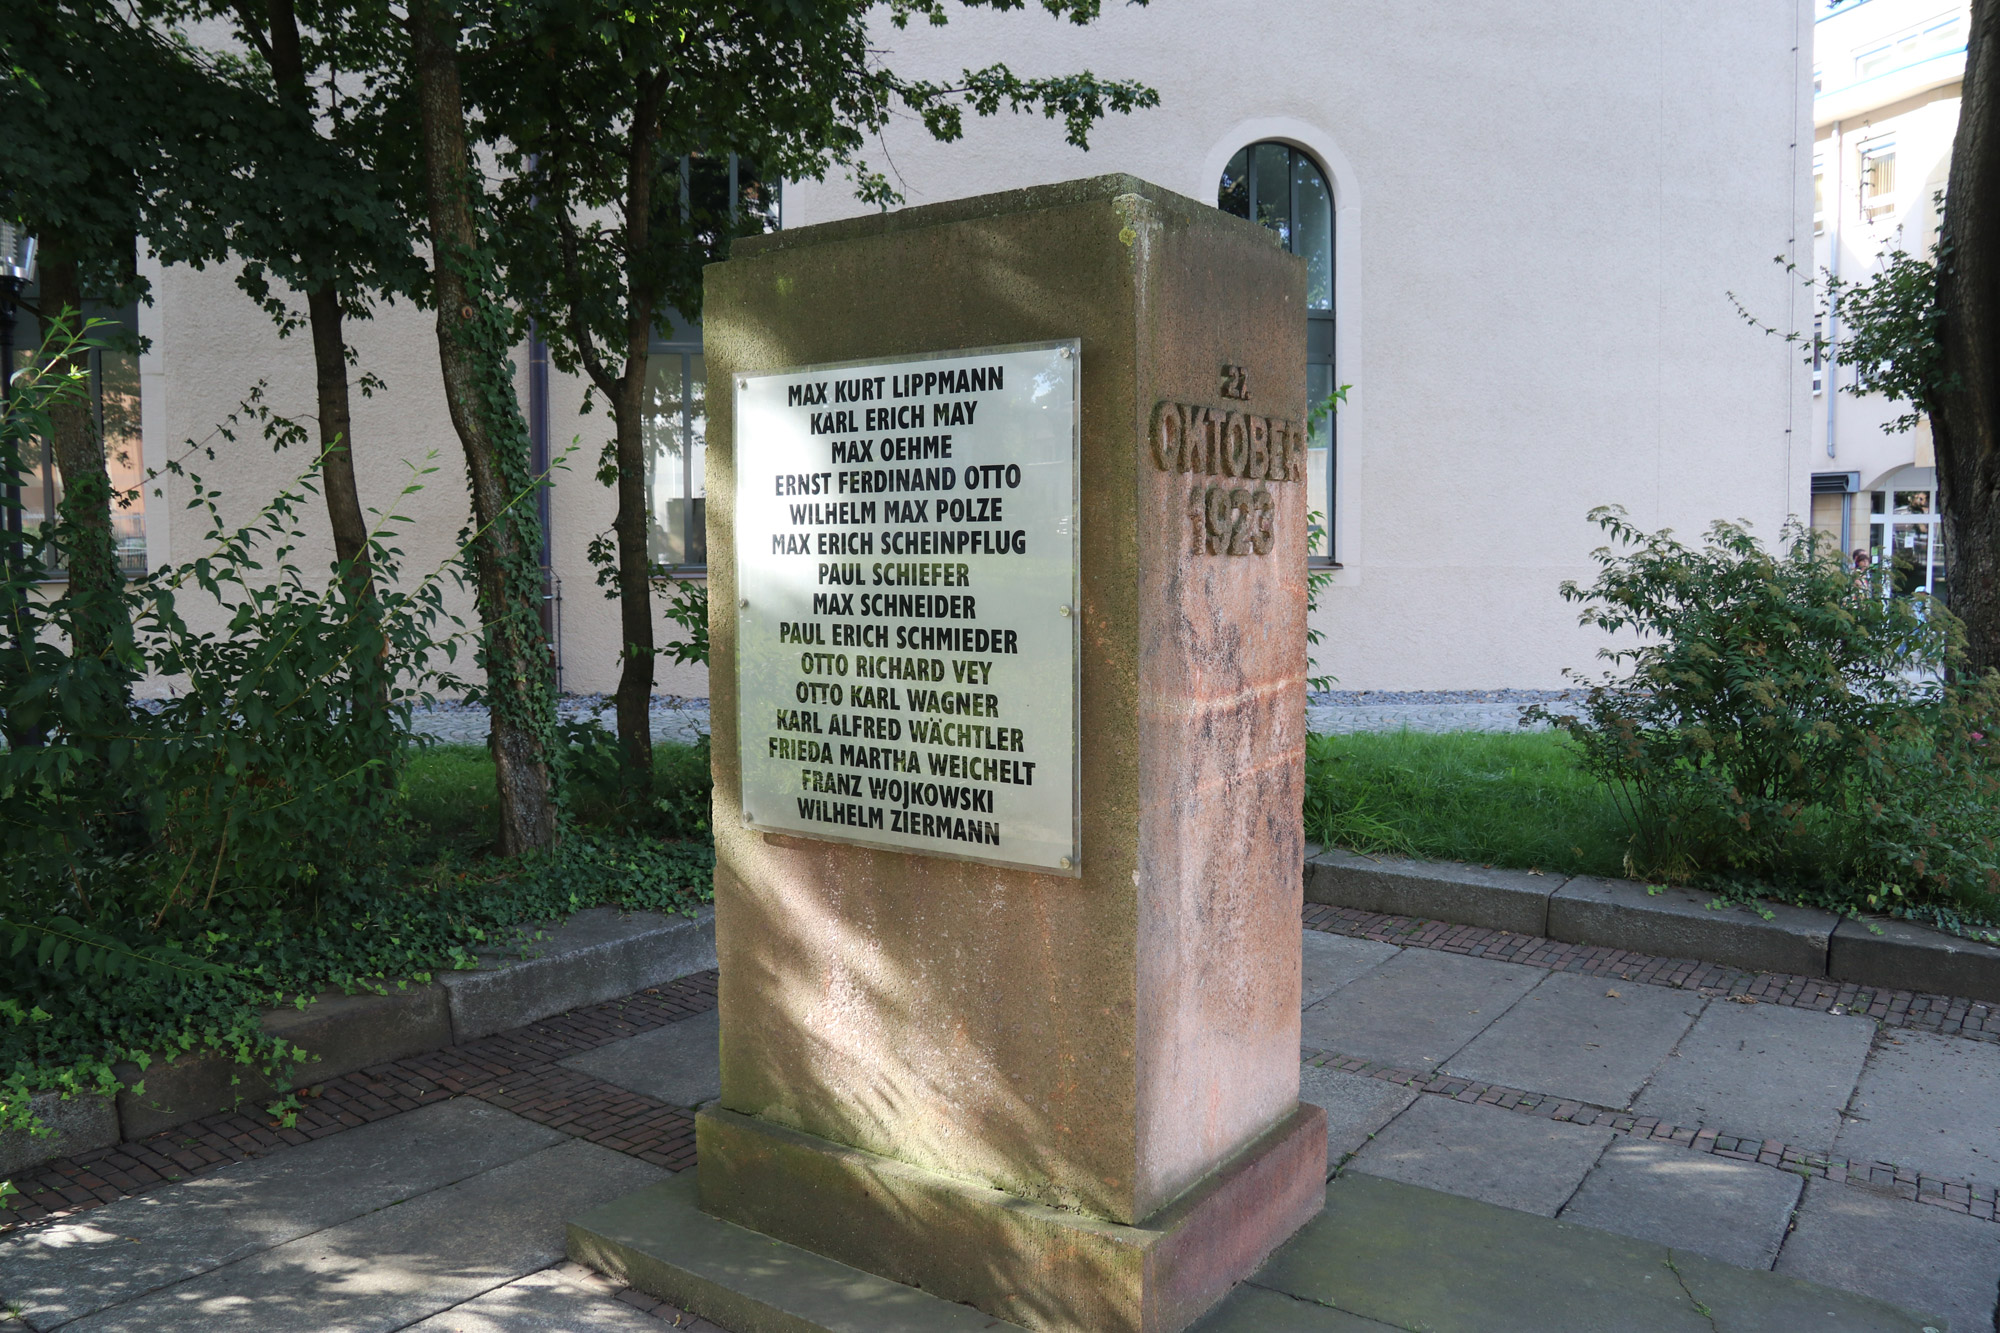 MAX KURT LIPPMANN
KARL ERICH MAY
MAX OEHME
ERNST FERDINAND OTTO
WILHELM MAX POLZE
MAX ERICH SCHEINPFLUG
PAUL SCHIEFER
MAX SCHNEIDER
PAUL ERICH SCHMIEDER
OTTO RICHARD VEY
OTTO KARL WAGNER
KARL ALFRED WÄCHTLER
FRIEDA MARTHA WEICHELT
FRANZ WOJKOWSKI
WILHELM ZIERMANN
27.
OKTOBER
1923